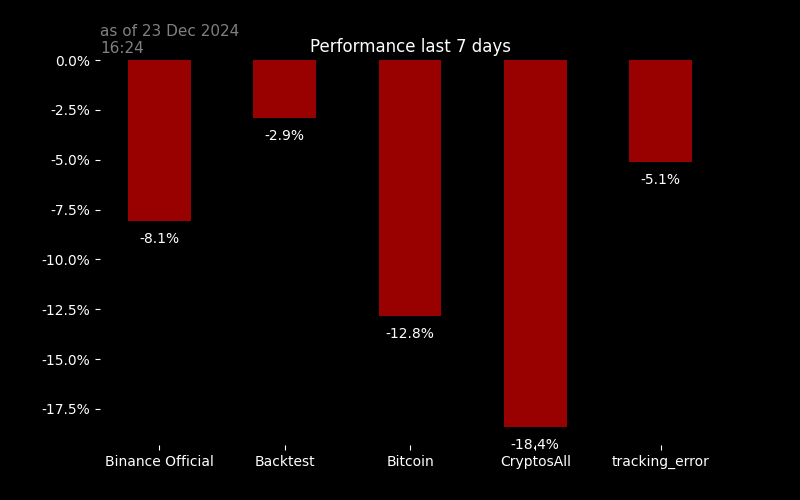 as of 23 Dec 2024
16:24
Performance last 7 days
0.0%
-2.5%
-5.0%
-7.5%
-10.0%
-12.5%
-15.0%
-17.5%
-8.1%
-2.9%
-12.8%
-18.4%
-5.1%
Binance Official
Backtest
Bitcoin
CryptosAll
tracking_error